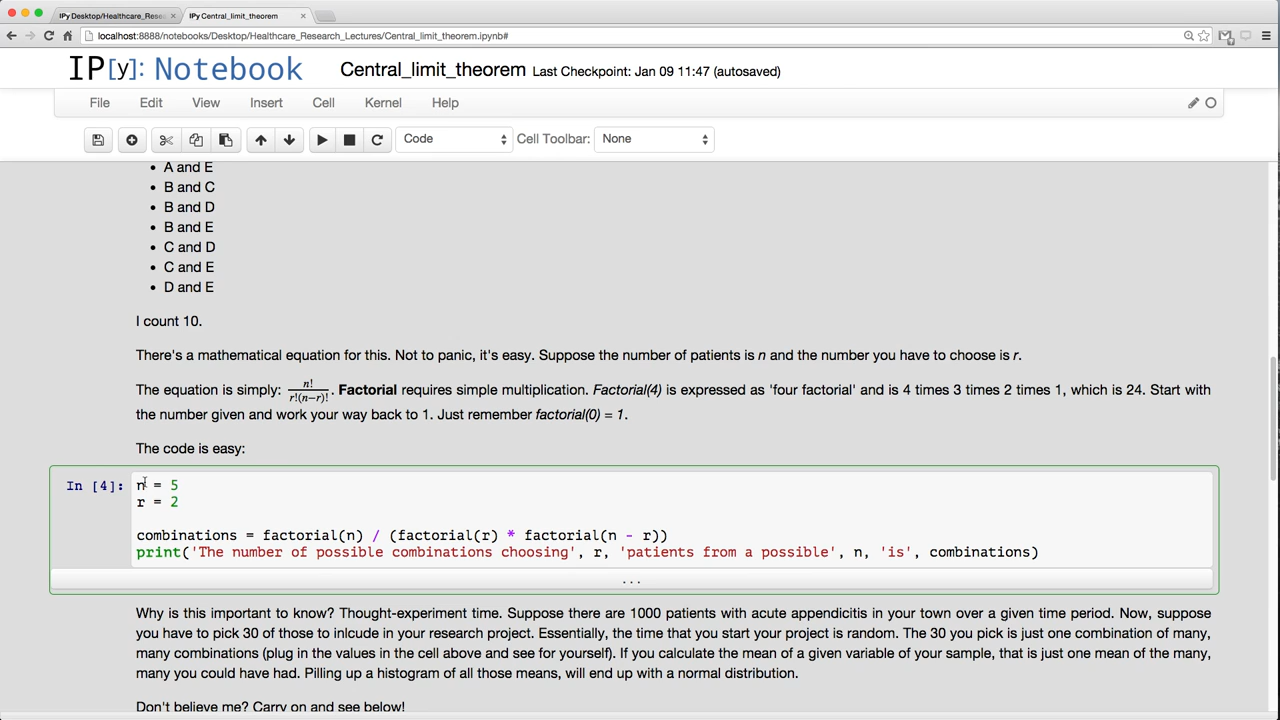 IPy Desktop/Healthcare_Rese
IPy Central_limit_theorem
localhost:8888/notebooks/Desktop/Healthcare_Research_Lectures/Central_limit_theorem.ipynb#
IP[y]: Notebook Central_limit_theorem Last Checkpoint: Jan 09 11:47 (autosaved)
File Edit View Insert Cell Kernel Help
Code Cell Toolbar: None
• A and E
• B and C
• B and D
• B and E
• C and D
• C and E
• D and E
I count 10.
There's a mathematical equation for this. Not to panic, it's easy. Suppose the number of patients is n and the number you have to choose is r.
The equation is simply: n!/r!(n−r)!. Factorial requires simple multiplication. Factorial(4) is expressed as 'four factorial' and is 4 times 3 times 2 times 1, which is 24. Start with
the number given and work your way back to 1. Just remember factorial(0) = 1.
The code is easy:
In [4]: n = 5
r = 2
combinations = factorial(n) / (factorial(r) * factorial(n - r))
print('The number of possible combinations choosing', r, 'patients from a possible', n, 'is', combinations)
...
Why is this important to know? Thought-experiment time. Suppose there are 1000 patients with acute appendicitis in your town over a given time period. Now, suppose
you have to pick 30 of those to inlcude in your research project. Essentially, the time that you start your project is random. The 30 you pick is just one combination of many,
many combinations (plug in the values in the cell above and see for yourself). If you calculate the mean of a given variable of your sample, that is just one mean of the many,
many you could have had. Pilling up a histogram of all those means, will end up with a normal distribution.
Don't believe me? Carry on and see below!